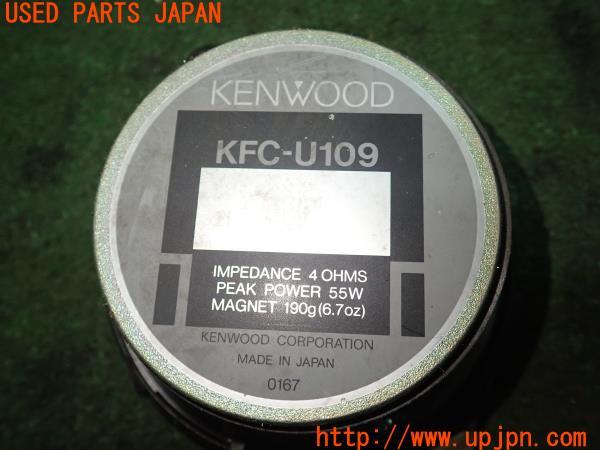 USED PARTS JAPAN
KENWOOD
KFC-U109
IMPEDANCE 4 OHMS
PEAK POWER 55W
MAGNET 190g(6.7oz)
KENWOOD CORPORATION
MADE IN JAPAN
0167
http://www.upjpn.com